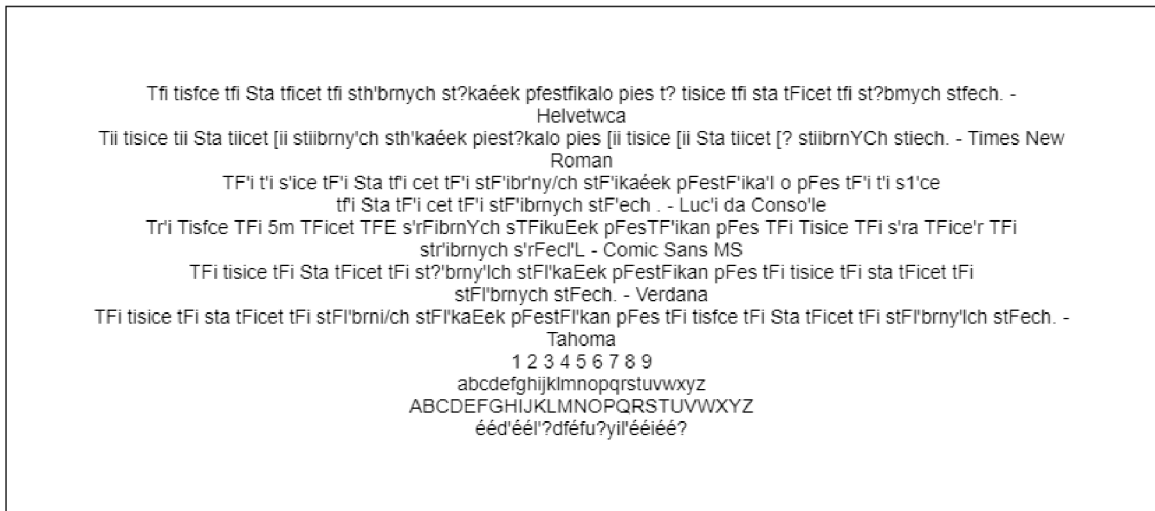 Tfi tisfce tfi Sta tficet tfi sth'brnych st?kaéek pfestfikalo pies t? tisice tfi sta tFicet tfi st?bmych stfech. -
Helvetwca
Tii tisice tii Sta tiicet [ii stiibrny'ch sth'kaéek piest?kalo pies [ii tisice [ii Sta tiicet [? stiibrnYCh stiech. - Times New
Roman
TF'i t'i s'ice tF'i Sta tf'i cet tF'i stF'ibr'ny/ch stF'ikaéek pFestF'ika'l o pFes tF'i t'i s1'ce
tf'i Sta tF'i cet tF'i stF'ibrnych stF'ech . - Luc'i da Conso'le
Tr'i Tisfce TFi 5m TFicet TFE s'rFibrnYch sTFikuEek pFesTF'ikan pFes TFi Tisice TFi s'ra TFice'r TFi
str'ibrnych s'rFecl'L - Comic Sans MS
TFi tisice tFi Sta tFicet tFi st?'brny'lch stFl'kaEek pFestFikan pFes tFi tisice tFi sta tFicet tFi
stFl'brnych stFech. - Verdana
TFi tisice tFi sta tFicet tFi stFl'brni/ch stFl'kaEek pFestFl'kan pFes tFi tisfce tFi Sta tFicet tFi stFl'brny'lch stFech. -
Tahoma
1 2 3 4 5 6 7 8 9
abcdefghijklmnopqrstuvwxyz
ABCDEFGHIJKLMNOPQRSTUVWXYZ
ééd'éél'?dféfu?yil'ééiéé?